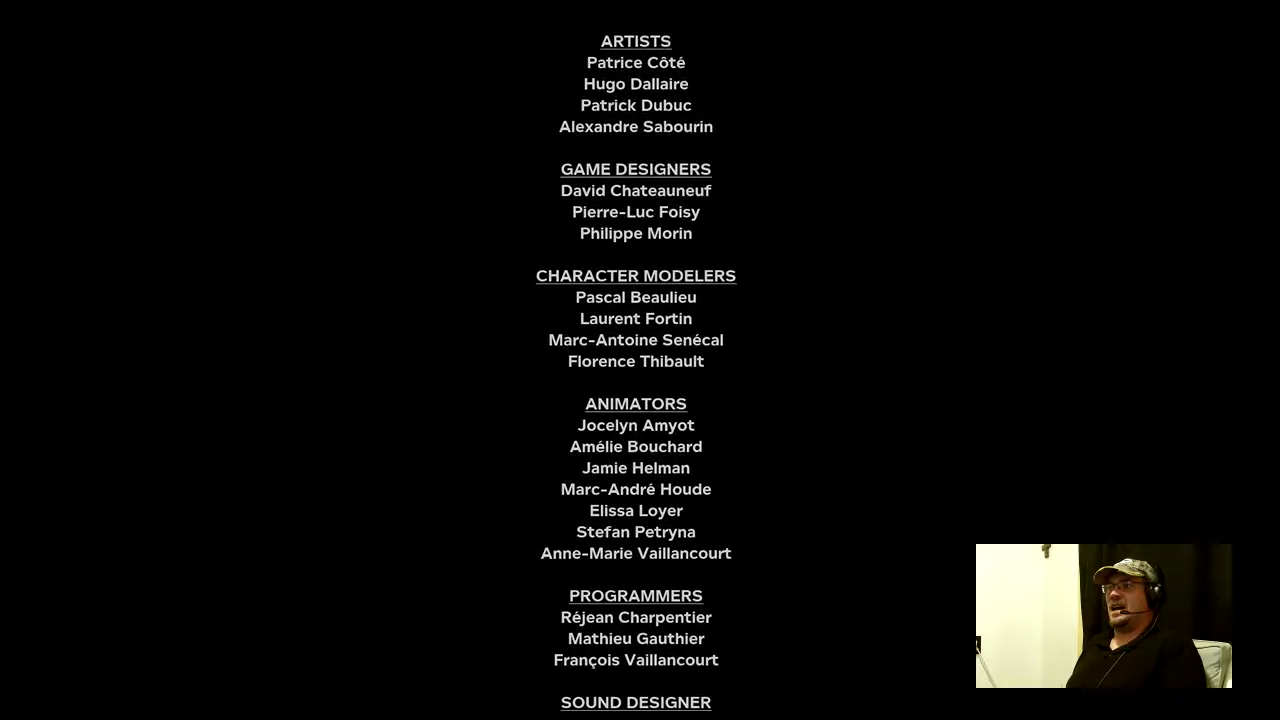 ARTISTS
Patrice Côté
Hugo Dallaire
Patrick Dubuc
Alexandre Sabourin
GAME DESIGNERS
David Chateauneuf
Pierre-Luc Foisy
Philippe Morin
CHARACTER MODELERS
Pascal Beaulieu
Laurent Fortin
Marc-Antoine Senécal
Florence Thibault
ANIMATORS
Jocelyn Amyot
Amélie Bouchard
Jamie Helman
Marc-André Houde
Elissa Loyer
Stefan Petryna
Anne-Marie Vaillancourt
PROGRAMMERS
Réjean Charpentier
Mathieu Gauthier
François Vaillancourt
SOUND DESIGNER